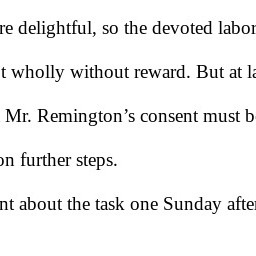 re delightful, so the devoted labor
t wholly without reward. But at la
Mr. Remington’s consent must b
on further steps.
nt about the task one Sunday after